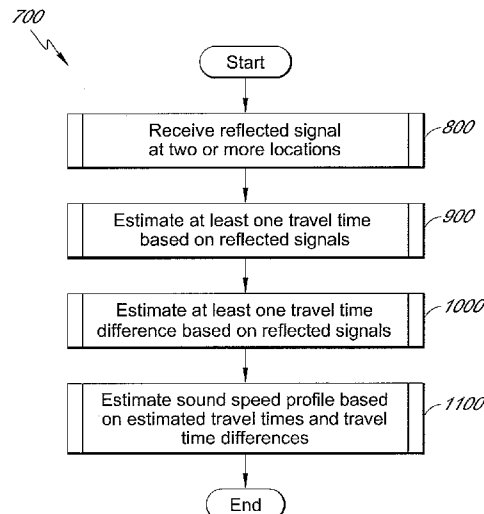 700
Start
Receive reflected signal
at two or more locations
800
Estimate at least one travel time
based on reflected signals
900
Estimate at least one travel time
difference based on reflected signals
1000
Estimate sound speed profile based
on estimated travel times and travel
time differences
1100
End